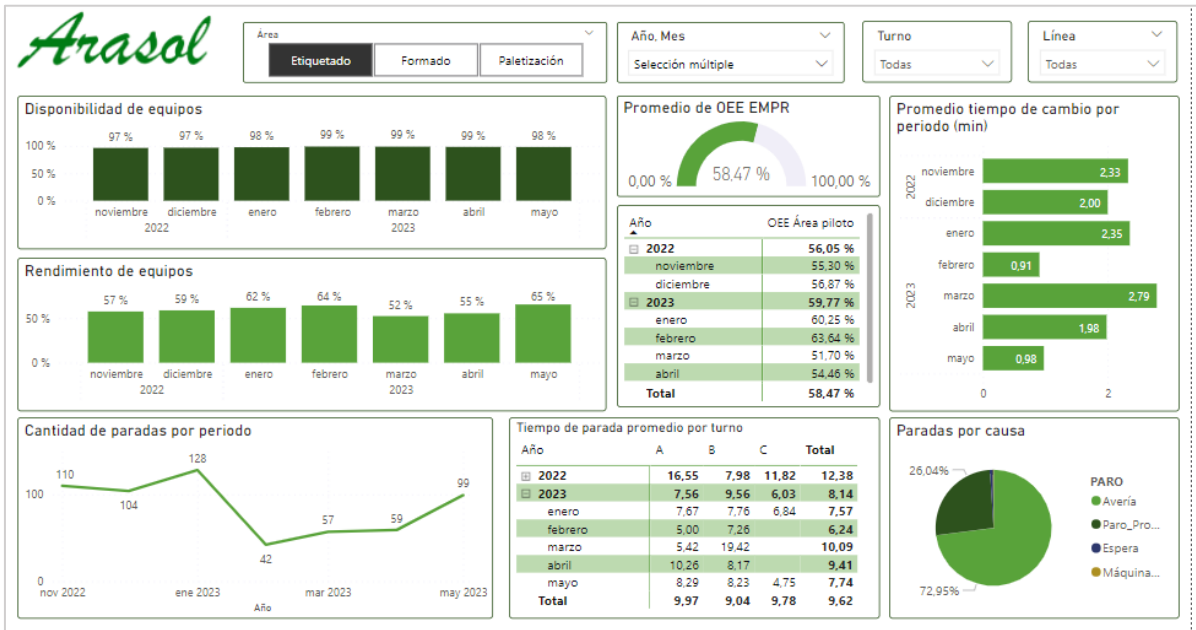 Arasol
Área
Etiquetado Formado Paletización
Año, Mes
Selección múltiple
Turno
Todas
Línea
Todas
Disponibilidad de equipos
97 % 97 % 98 % 99 % 99 % 99 % 98 %
100 %
50 %
0 %
noviembre diciembre enero febrero marzo abril mayo
2022 2023
Rendimiento de equipos
57 % 59 % 62 % 64 % 52 % 55 % 65 %
50 %
0 %
noviembre diciembre enero febrero marzo abril mayo
2022 2023
Promedio de OEE EMPR
58,47 %
0,00 % 100,00 %
Año OEE Área piloto
2022 56,05 %
noviembre 55,30 %
diciembre 56,87 %
2023 59,77 %
enero 60,25 %
febrero 63,64 %
marzo 51,70 %
abril 54,46 %
Total 58,47 %
Promedio tiempo de cambio por
periodo (min)
2022
noviembre 2,33
diciembre 2,00
2023
enero 2,35
febrero 0,91
marzo 2,79
abril 1,98
mayo 0,98
0 2
Cantidad de paradas por periodo
110 104 128 42 57 59 99
100
0
nov 2022 ene 2023 mar 2023 may 2023
Año
Tiempo de parada promedio por turno
Año A B C Total
2022 16,55 7,98 11,82 12,38
2023 7,56 9,56 6,03 8,14
enero 7,67 7,76 6,84 7,57
febrero 5,00 7,26 6,24
marzo 5,42 19,42 10,09
abril 10,26 8,17 9,41
mayo 8,29 8,23 4,75 7,74
Total 9,97 9,04 9,78 9,62
Paradas por causa
26,04%
72,95%
PARO
Avería
Paro_Pro...
Espera
Máquina...